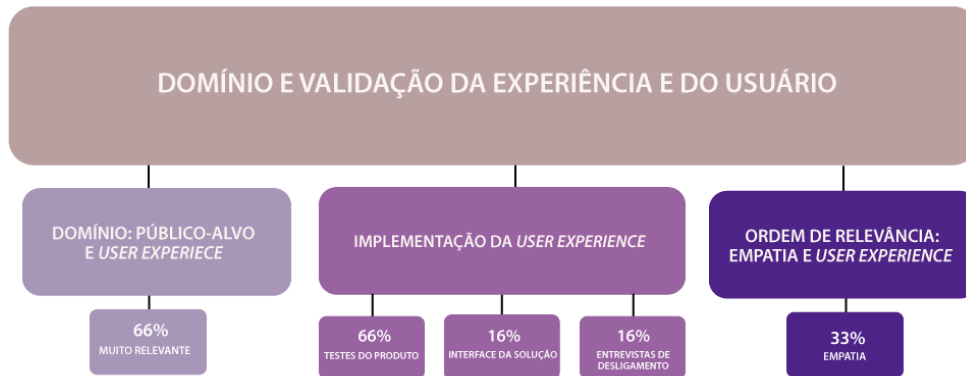 DOMÍNIO E VALIDAÇÃO DA EXPERIÊNCIA E DO USUÁRIO
DOMÍNIO: PÚBLICO-ALVO
E USER EXPERIECE
IMPLEMENTAÇÃO DA USER EXPERIENCE
ORDEM DE RELEVÂNCIA:
EMPATIA E USER EXPERIENCE
66%
MUITO RELEVANTE
66%
TESTES DO PRODUTO
16%
INTERFACE DA SOLUÇÃO
16%
ENTREVISTAS DE
DESLIGAMENTO
33%
EMPATIA